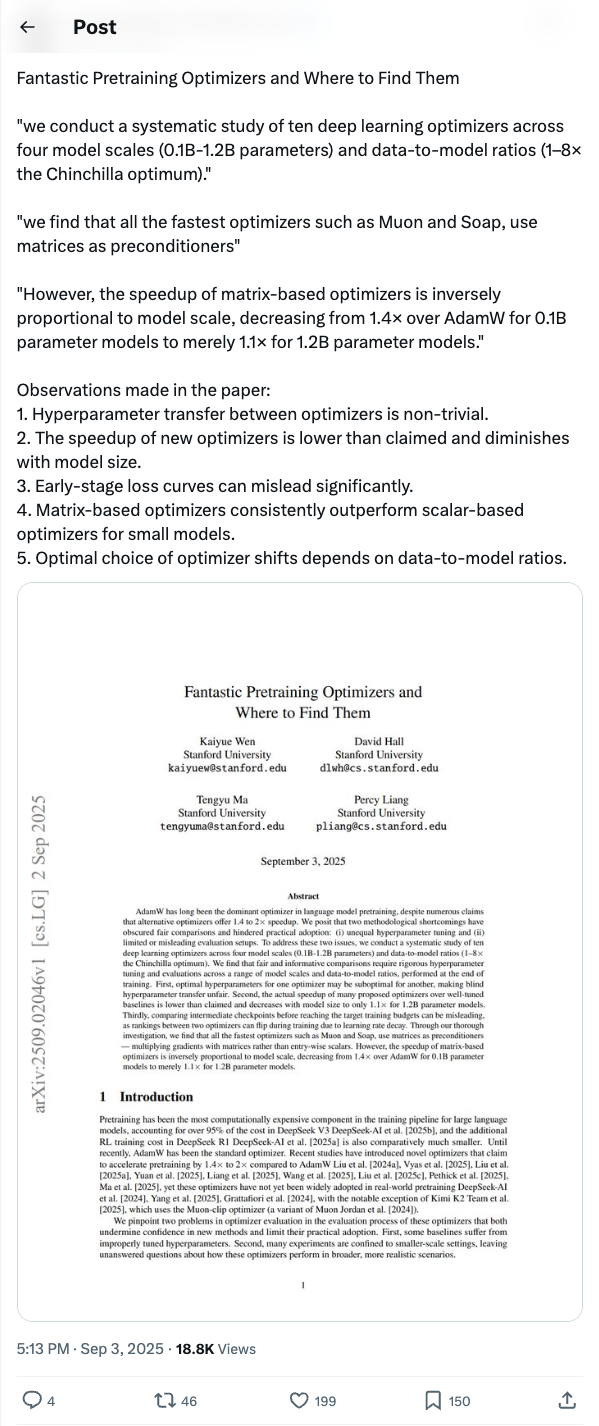 Post
Fantastic Pretraining Optimizers and Where to Find Them
"we conduct a systematic study of ten deep learning optimizers across
four model scales (0.1B-1.2B parameters) and data-to-model ratios (1–8×
the Chinchilla optimum)."
"we find that all the fastest optimizers such as Muon and Soap, use
matrices as preconditioners"
"However, the speedup of matrix-based optimizers is inversely
proportional to model scale, decreasing from 1.4× over AdamW for 0.1B
parameter models to merely 1.1× for 1.2B parameter models."
Observations made in the paper:
1. Hyperparameter transfer between optimizers is non-trivial.
2. The speedup of new optimizers is lower than claimed and diminishes
with model size.
3. Early-stage loss curves can mislead significantly.
4. Matrix-based optimizers consistently outperform scalar-based
optimizers for small models.
5. Optimal choice of optimizer shifts depends on data-to-model ratios.
arXiv:2509.02046v1 [cs.LG] 2 Sep 2025
Fantastic Pretraining Optimizers and
Where to Find Them
Kaiyue Wen David Hall
Stanford University Stanford University
kaiyuew@stanford.edu dlwh@cs.stanford.edu
Tengyu Ma Percy Liang
Stanford University Stanford University
tengyuma@stanford.edu pliang@cs.stanford.edu
September 3, 2025
Abstract
AdamW has long been the dominant optimizer in language model pretraining, despite numerous claims
that alternative optimizers offer 1.4 to 2× speedup. We posit that two methodological shortcomings have
obscured fair comparisons and hindered practical adoption: (i) unequal hyperparameter tuning and (ii)
limited or misleading evaluation setups. To address these two issues, we conduct a systematic study of ten
deep learning optimizers across four model scales (0.1B-1.2B parameters) and data-to-model ratios (1–8×
the Chinchilla optimum). We find that fair and informative comparisons require rigorous hyperparameter
tuning and evaluations across a range of model scales and data-to-model ratios, performed at the end of
training. First, optimal hyperparameters for one optimizer may be suboptimal for another, making blind
hyperparameter transfer unfair. Second, the actual speedup of many proposed optimizers over well-tuned
baselines is lower than claimed and decreases with model size to only 1.1× for 1.2B parameter models.
Thirdly, comparing intermediate checkpoints before reaching the target training budgets can be misleading,
as rankings between two optimizers can flip during training due to learning rate decay. Through our thorough
investigation, we find that all the fastest optimizers such as Muon and Soap, use matrices as preconditioners
— multiplying gradients with matrices rather than entry-wise scalars. However, the speedup of matrix-based
optimizers is inversely proportional to model scale, decreasing from 1.4× over AdamW for 0.1B parameter
models to merely 1.1× for 1.2B parameter models.
1 Introduction
Pretraining has been the most computationally expensive component in the training pipeline for large language
models, accounting for over 95% of the cost in DeepSeek V3 DeepSeek-AI et al. [2025b], and the additional
RL training cost in DeepSeek R1 DeepSeek-AI et al. [2025a] is also comparatively much smaller. Until
recently, AdamW has been the standard optimizer. Recent studies have introduced novel optimizers that claim
to accelerate pretraining by 1.4× to 2× compared to AdamW Liu et al. [2024a], Vyas et al. [2025], Liu et al.
[2025a], Yuan et al. [2025], Liang et al. [2025], Wang et al. [2025], Liu et al. [2025c], Pethick et al. [2025],
Ma et al. [2025], yet these optimizers have not yet been widely adopted in real-world pretraining DeepSeek-AI
et al. [2024], Yang et al. [2025], Grattafiori et al. [2024], with the notable exception of Kimi K2 Team et al.
[2025], which uses the Muon-clip optimizer (a variant of Muon Jordan et al. [2024]).
We pinpoint two problems in optimizer evaluation in the evaluation process of these optimizers that both
undermine confidence in new methods and limit their practical adoption. First, some baselines suffer from
improperly tuned hyperparameters. Second, many experiments are confined to smaller-scale settings, leaving
unanswered questions about how these optimizers perform in broader, more realistic scenarios.
1
5:13 PM · Sep 3, 2025 · 18.8K Views
4 46 199 150